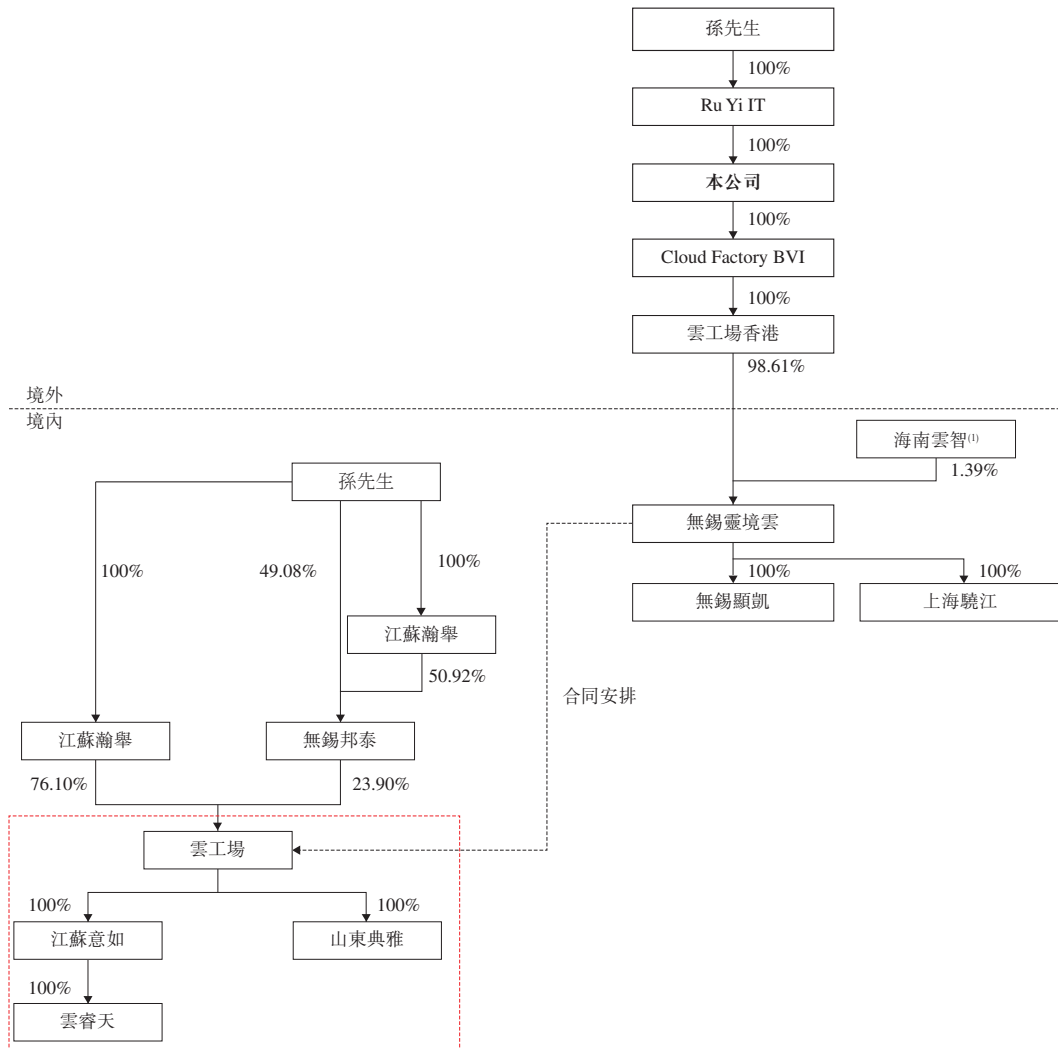 孫先生
100%
Ru Yi IT
100%
本公司
100%
Cloud Factory BVI
100%
雲工場香港
98.61%
境外
境內
海南雲智(1)
1.39%
孫先生
無錫靈境雲
100%
49.08%
100%
100%
100%
無錫顯凱
上海驍江
江蘇瀚舉
50.92%
合同安排
江蘇瀚舉
無錫邦泰
76.10%
23.90%
雲工場
100%
100%
江蘇意如
山東典雅
100%
雲睿天